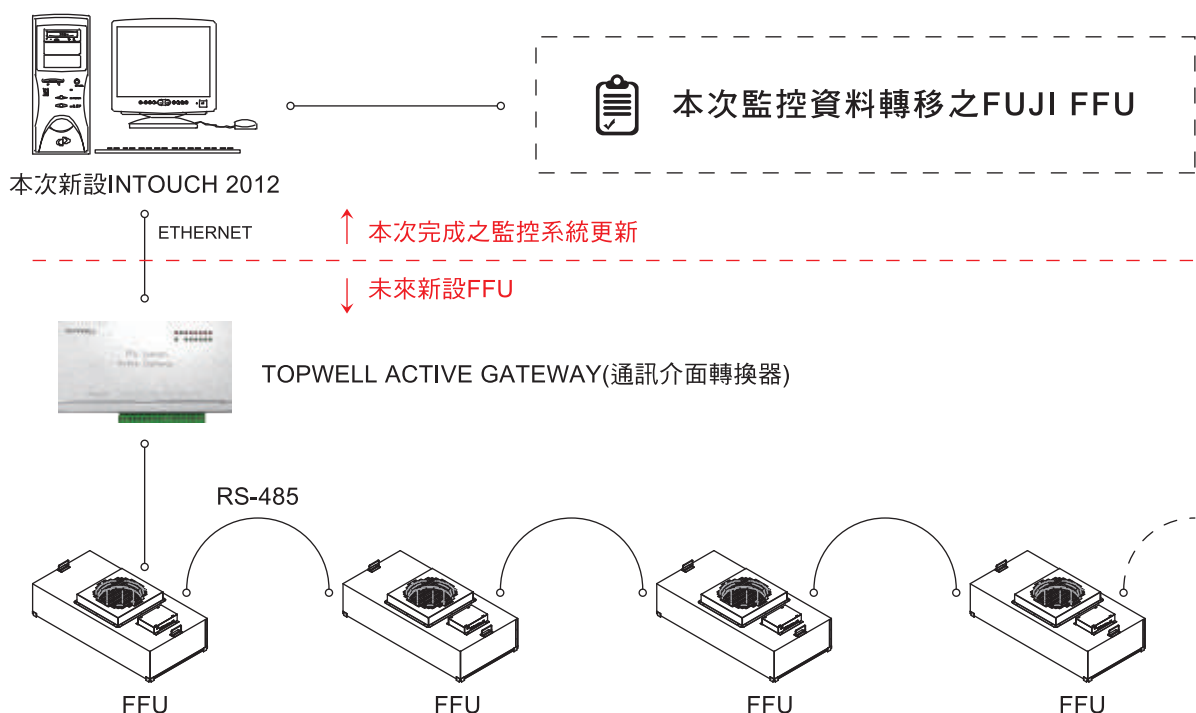 本次監控資料轉移之FUJI FFU
本次新設INTOUCH 2012
ETHERNET
本次完成之監控系統更新
未來新設FFU
TOPWELL ACTIVE GATEWAY(通訊介面轉換器)
RS-485
FFU
FFU
FFU
FFU